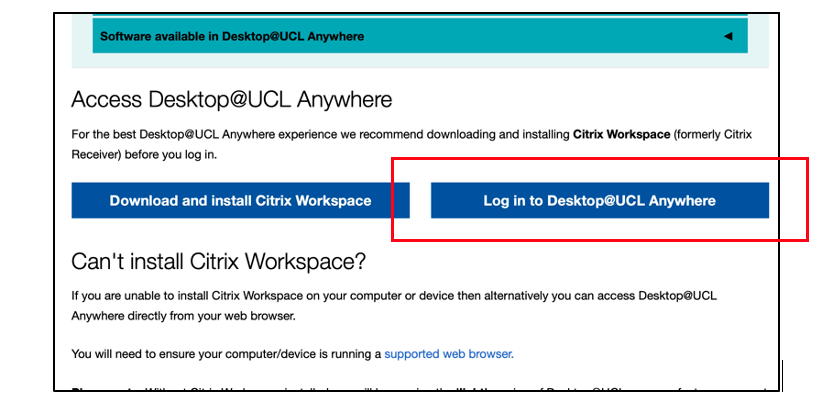 Software available in Desktop@UCL Anywhere
Access Desktop@UCL Anywhere
For the best Desktop@UCL Anywhere experience we recommend downloading and installing Citrix Workspace (formerly Citrix
Receiver) before you log in.
Download and install Citrix Workspace
Log in to Desktop@UCL Anywhere
Can't install Citrix Workspace?
If you are unable to install Citrix Workspace on your computer or device then alternatively you can access Desktop@UCL
Anywhere directly from your web browser.
You will need to ensure your computer/device is running a supported web browser.